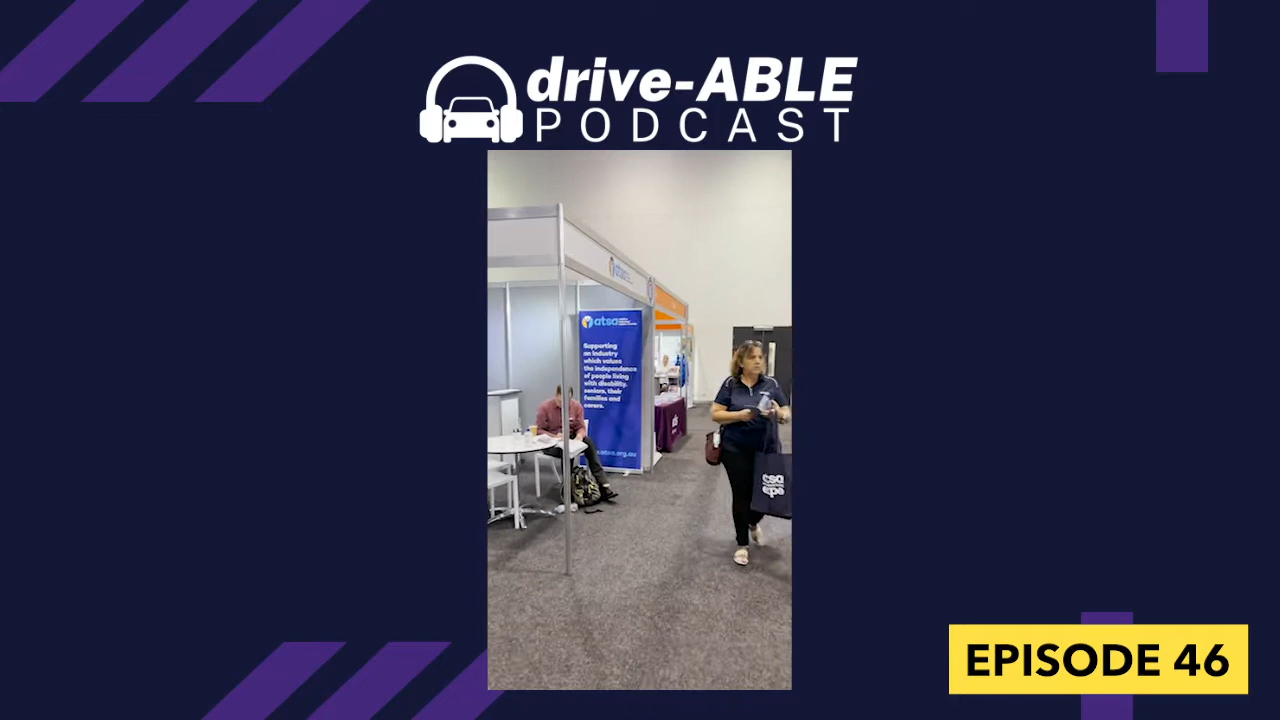 drive-ABLE
PODCAST
atsa
atsa
Supporting
an industry
which values
the independence
of people living
with disability,
seniors, their
families and
carers.
atsa.org.au
EPISODE 46